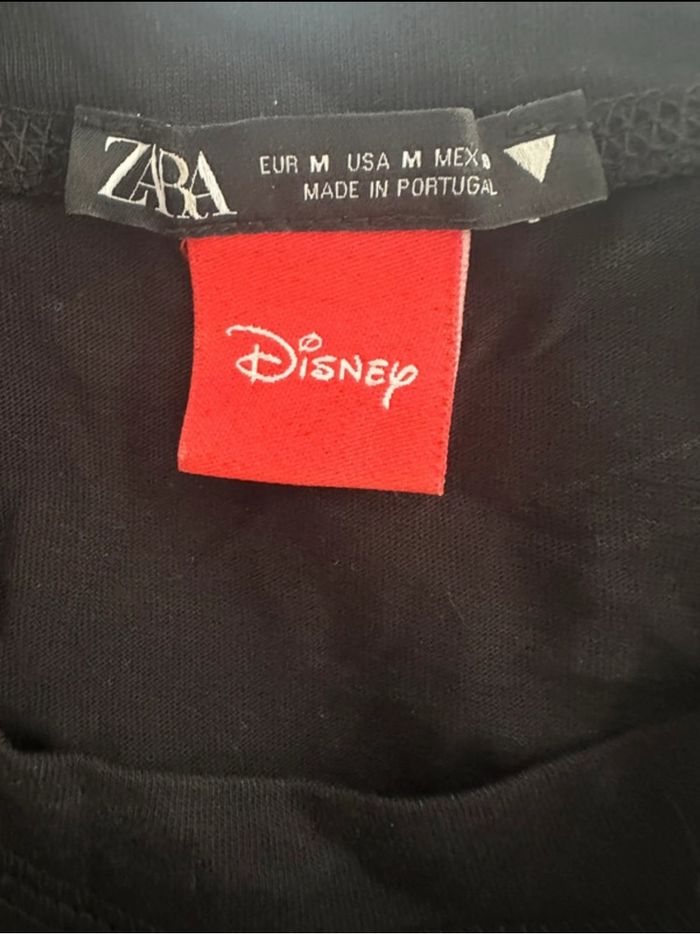 ZARA
EUR M USA M MEX
MADE IN PORTUGAL
Disney